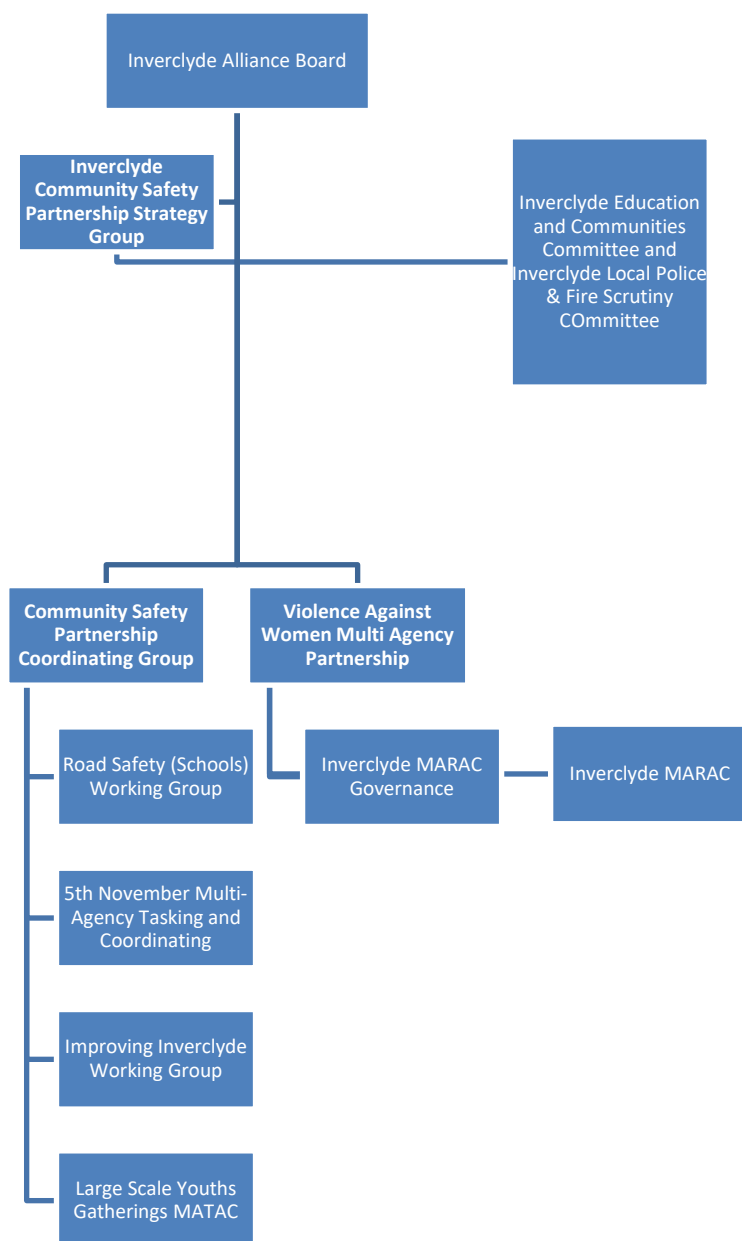 Inverclyde Alliance Board
Inverclyde
Community Safety
Partnership Strategy
Group
Inverclyde Education
and Communities
Committee and
Inverclyde Local Police
& Fire Scrutiny
COmmittee
Community Safety
Partnership
Coordinating Group
Violence Against
Women Multi Agency
Partnership
Road Safety (Schools)
Working Group
Inverclyde MARAC
Governance
Inverclyde MARAC
5th November Multi-
Agency Tasking and
Coordinating
Improving Inverclyde
Working Group
Large Scale Youths
Gatherings MATAC